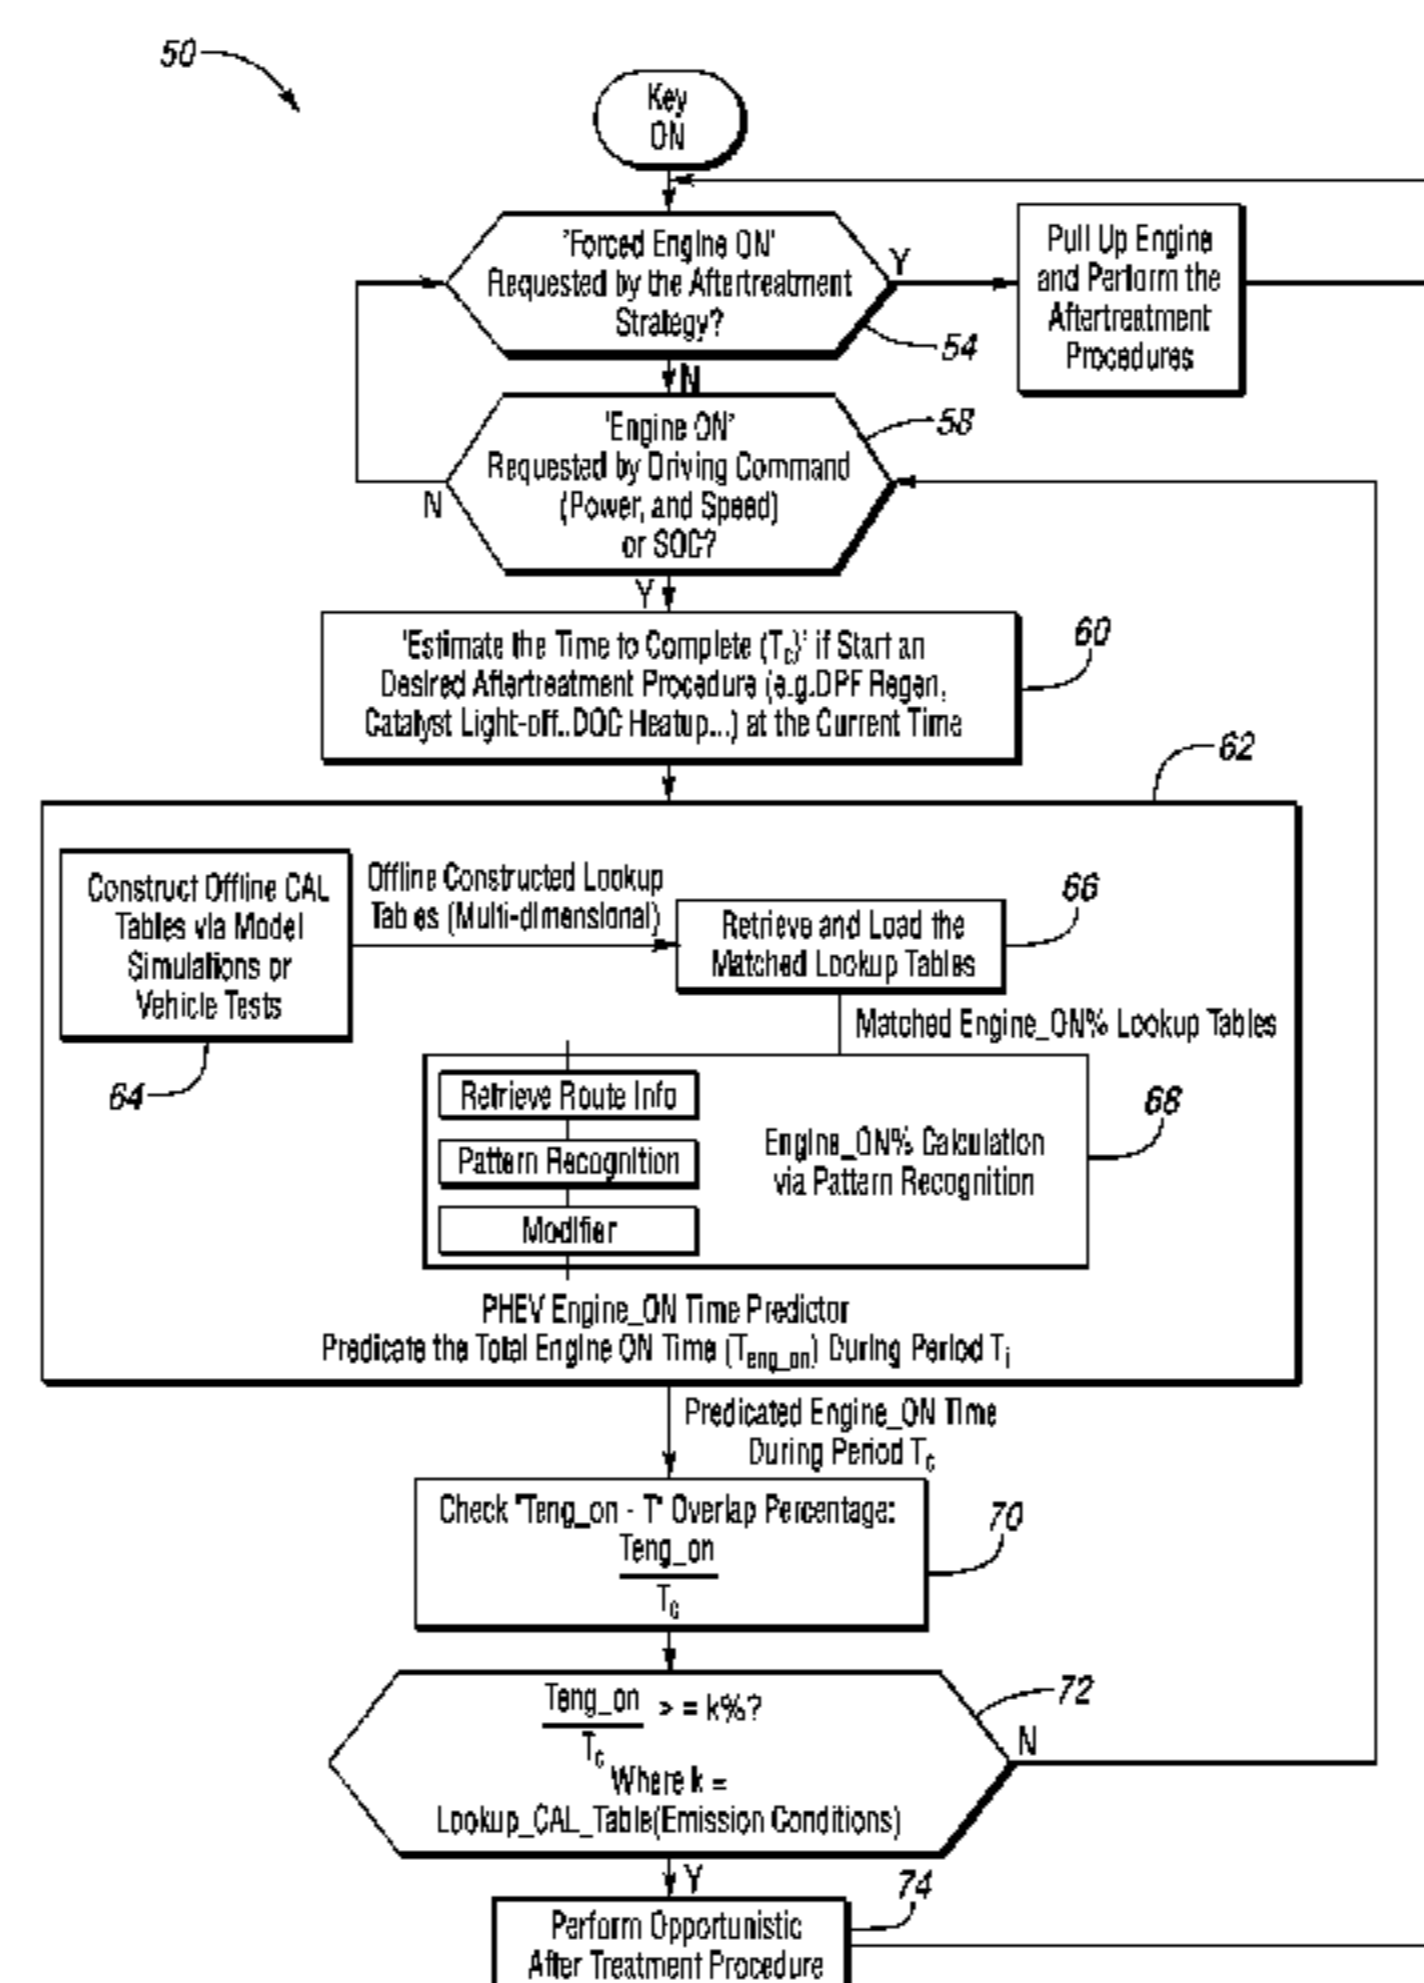 50
Key
ON
'Forced Engine ON'
Requested by the Aftertreatment
Strategy?
Y
54
Pull Up Engine
and Perform the
Aftertreatment
Procedures
N
'Engine ON'
Requested by Driving Command
(Power, and Speed)
or SOC?
58
N
Y
'Estimate the Time to Complete (Tc)' if Start an
Desired Aftertreatment Procedure (e.g.DPF Regen,
Catalyst Light-off..DOC Heatup...) at the Current Time
60
62
Construct Offline CAL
Tables via Model
Simulations or
Vehicle Tests
64
Offline Constructed Lookup
Tables (Multi-dimensional)
Retrieve and Load the
Matched Lookup Tables
66
Matched Engine_ON% Lookup Tables
Retrieve Route Info
Pattern Recognition
Modifier
Engine_ON% Calculation
via Pattern Recognition
68
PHEV Engine_ON Time Predictor
Predicate the Total Engine ON Time (Teng_on) During Period Ti
Predicated Engine_ON Time
During Period Tc
Check "Teng_on - T" Overlap Percentage:
Teng_on
Tc
70
Teng_on >= k%?
Tc
Where k =
Lookup_CAL_Table(Emission Conditions)
72
N
Y
74
Perform Opportunistic
After Treatment Procedure